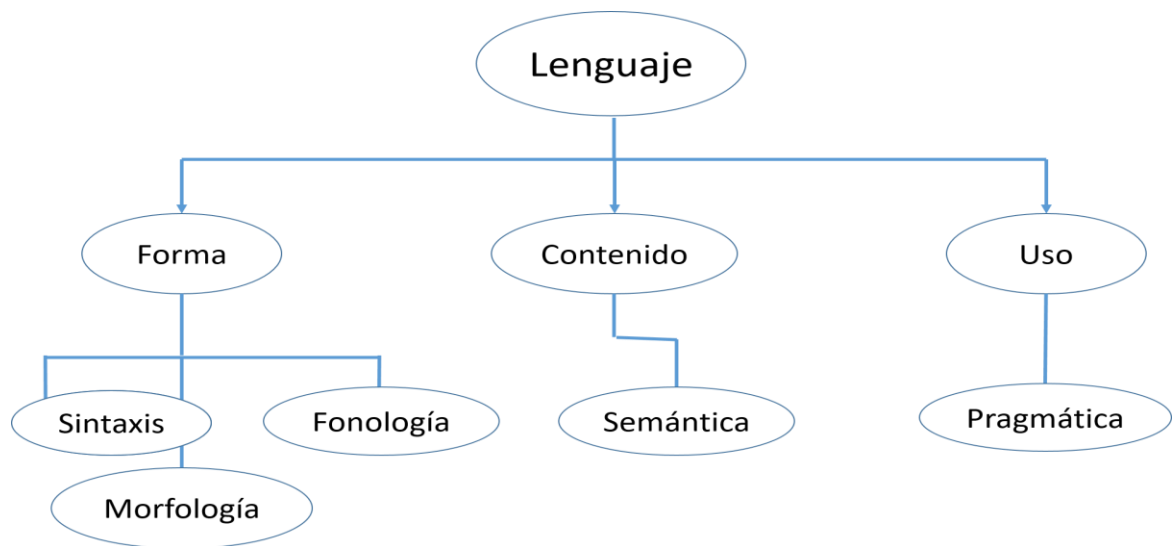 Lenguaje
Forma
Contenido
Uso
Sintaxis
Fonología
Semántica
Pragmática
Morfología